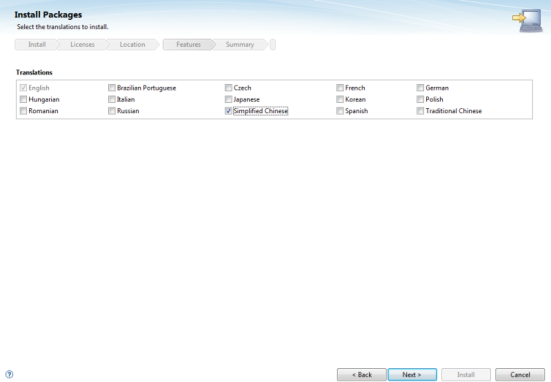 Install Packages
Select the translations to install.
Install Licenses Location Features Summary
Translations
English Brazilian Portuguese Czech French German
Hungarian Italian Japanese Korean Polish
Romanian Russian Simplified Chinese Spanish Traditional Chinese
? < Back Next > Install Cancel